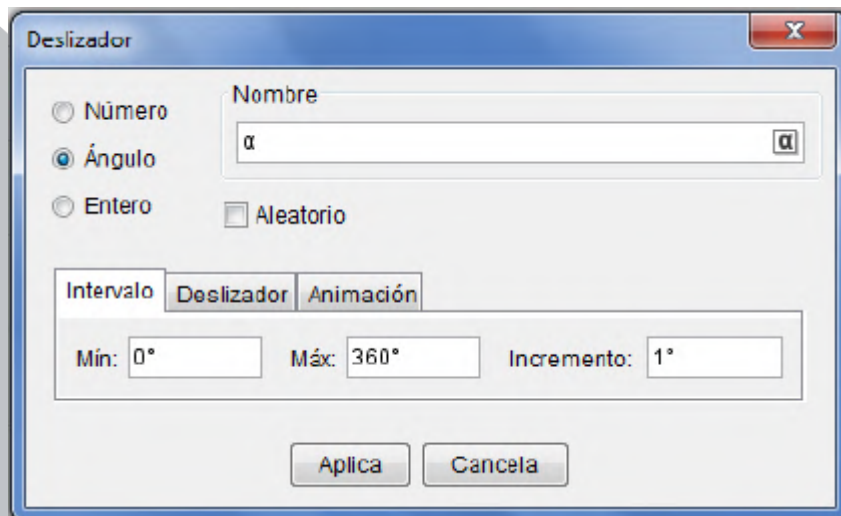 Deslizador
Número
Ángulo
Entero
Nombre
α
α
Aleatorio
Intervalo Deslizador Animación
Mín: 0° Máx: 360° Incremento: 1°
Aplica Cancela